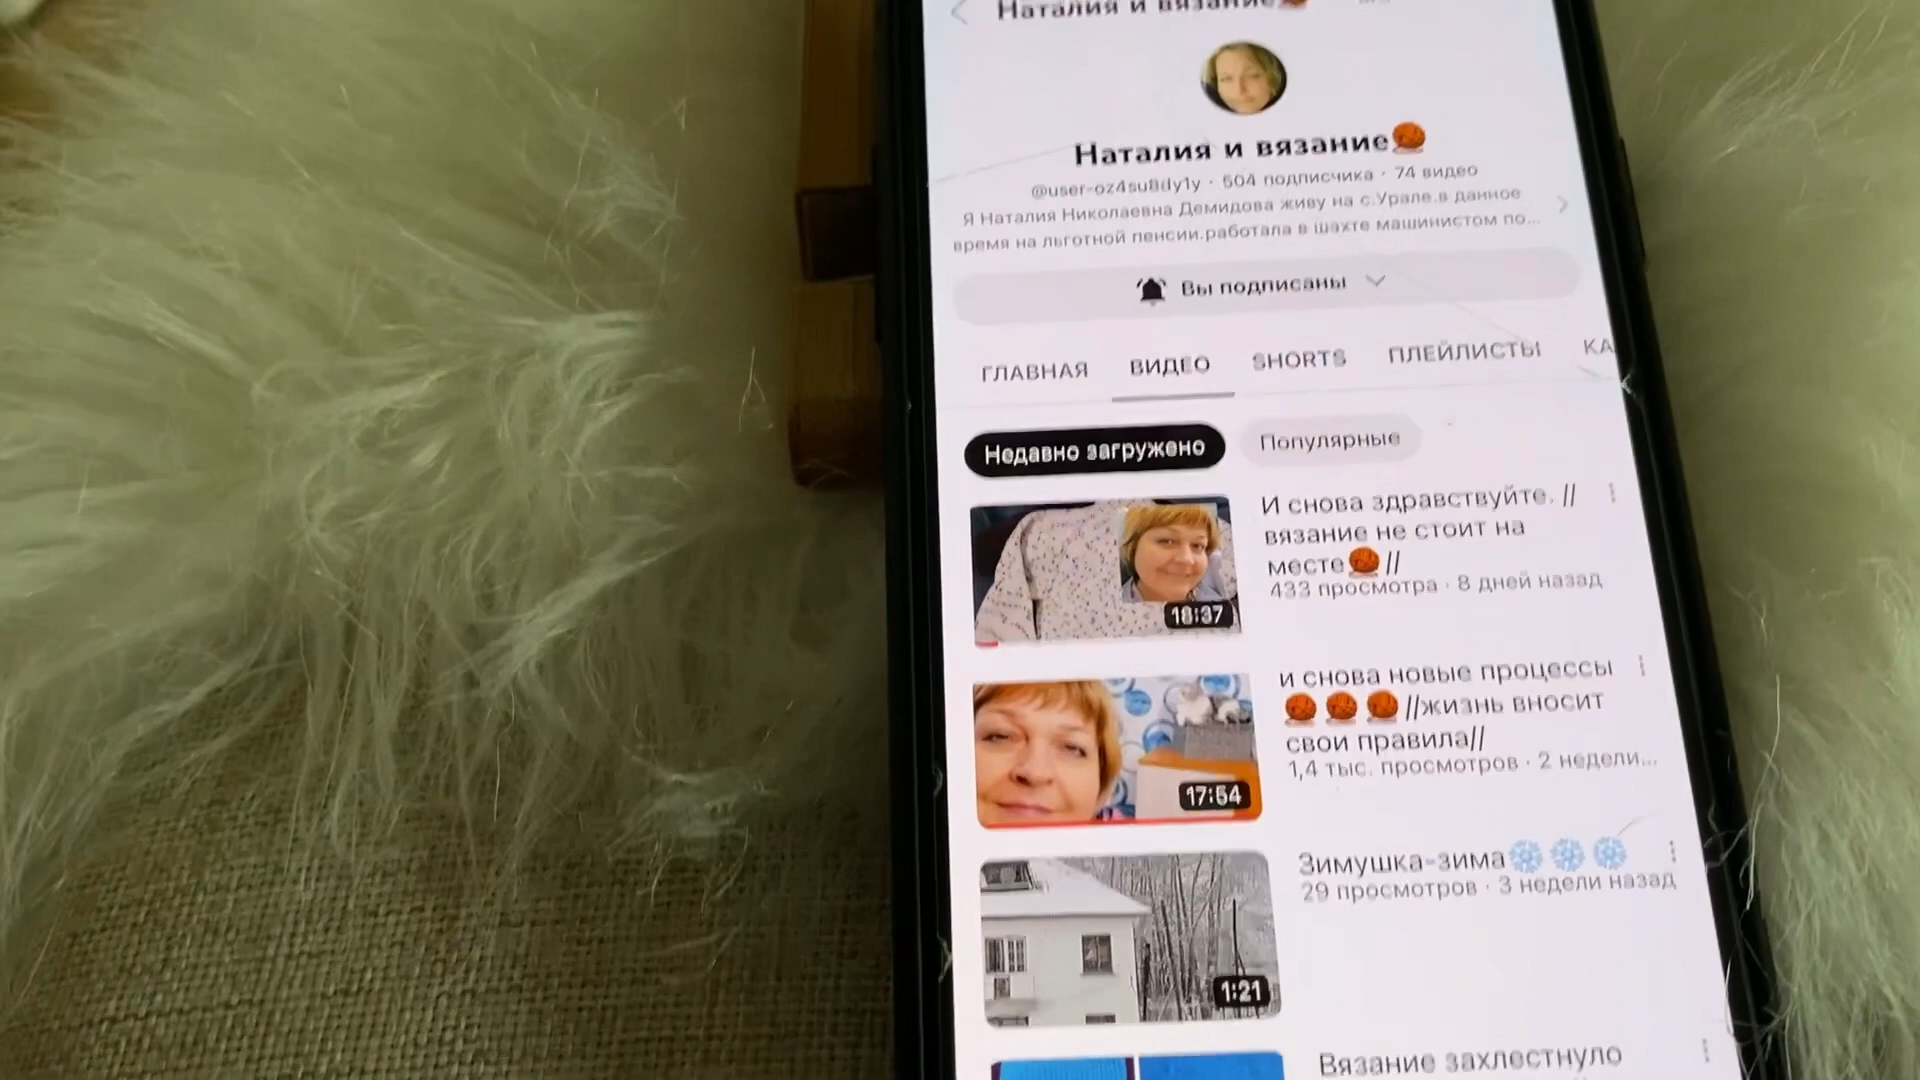 Наталия и вязание
Наталия и вязание
@user-oz4su8dy1y · 504 подписчика · 74 видео
Я Наталия Николаевна Демидова живу на с.Урале.в данное
время на льготной пенсии.работала в шахте машинистом по...
Вы подписаны
ГЛАВНАЯ ВИДЕО SHORTS ПЛЕЙЛИСТЫ КА
Недавно загружено Популярные
И снова здравствуйте. //
вязание не стоит на
месте //
433 просмотра · 8 дней назад
18:37
и снова новые процессы
//жизнь вносит
свои правила//
1,4 тыс. просмотров · 2 недели...
17:54
Зимушка-зима
29 просмотров · 3 недели назад
1:21
Вязание захлестнуло